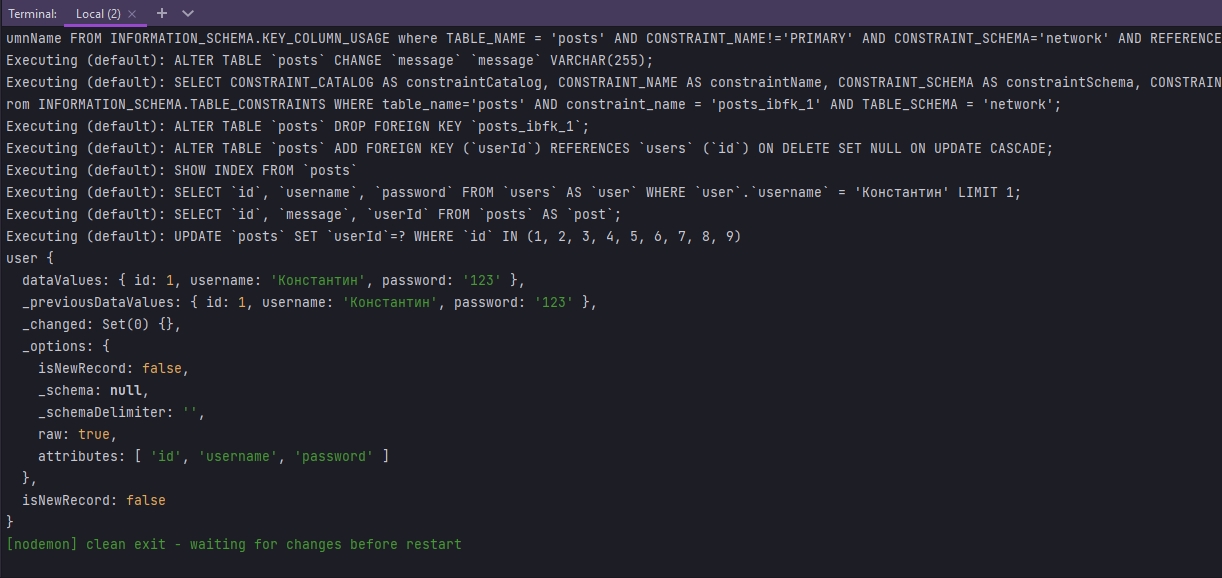 Terminal: Local (2) × + 
umnName FROM INFORMATION_SCHEMA.KEY_COLUMN_USAGE where TABLE_NAME = 'posts' AND CONSTRAINT_NAME!='PRIMARY' AND CONSTRAINT_SCHEMA='network' AND REFERENCE
Executing (default): ALTER TABLE `posts` CHANGE `message` `message` VARCHAR(255);
Executing (default): SELECT CONSTRAINT_CATALOG AS constraintCatalog, CONSTRAINT_NAME AS constraintName, CONSTRAINT_SCHEMA AS constraintSchema, CONSTRAIN
rom INFORMATION_SCHEMA.TABLE_CONSTRAINTS WHERE table_name='posts' AND constraint_name = 'posts_ibfk_1' AND TABLE_SCHEMA = 'network';
Executing (default): ALTER TABLE `posts` DROP FOREIGN KEY `posts_ibfk_1`;
Executing (default): ALTER TABLE `posts` ADD FOREIGN KEY (`userId`) REFERENCES `users` (`id`) ON DELETE SET NULL ON UPDATE CASCADE;
Executing (default): SHOW INDEX FROM `posts`
Executing (default): SELECT `id`, `username`, `password` FROM `users` AS `user` WHERE `user`.`username` = 'Константин' LIMIT 1;
Executing (default): SELECT `id`, `message`, `userId` FROM `posts` AS `post`;
Executing (default): UPDATE `posts` SET `userId`=? WHERE `id` IN (1, 2, 3, 4, 5, 6, 7, 8, 9)
user {
  dataValues: { id: 1, username: 'Константин', password: '123' },
  _previousDataValues: { id: 1, username: 'Константин', password: '123' },
  _changed: Set(0) {},
  _options: {
    isNewRecord: false,
    _schema: null,
    _schemaDelimiter: '',
    raw: true,
    attributes: [ 'id', 'username', 'password' ]
  },
  isNewRecord: false
}
[nodemon] clean exit - waiting for changes before restart